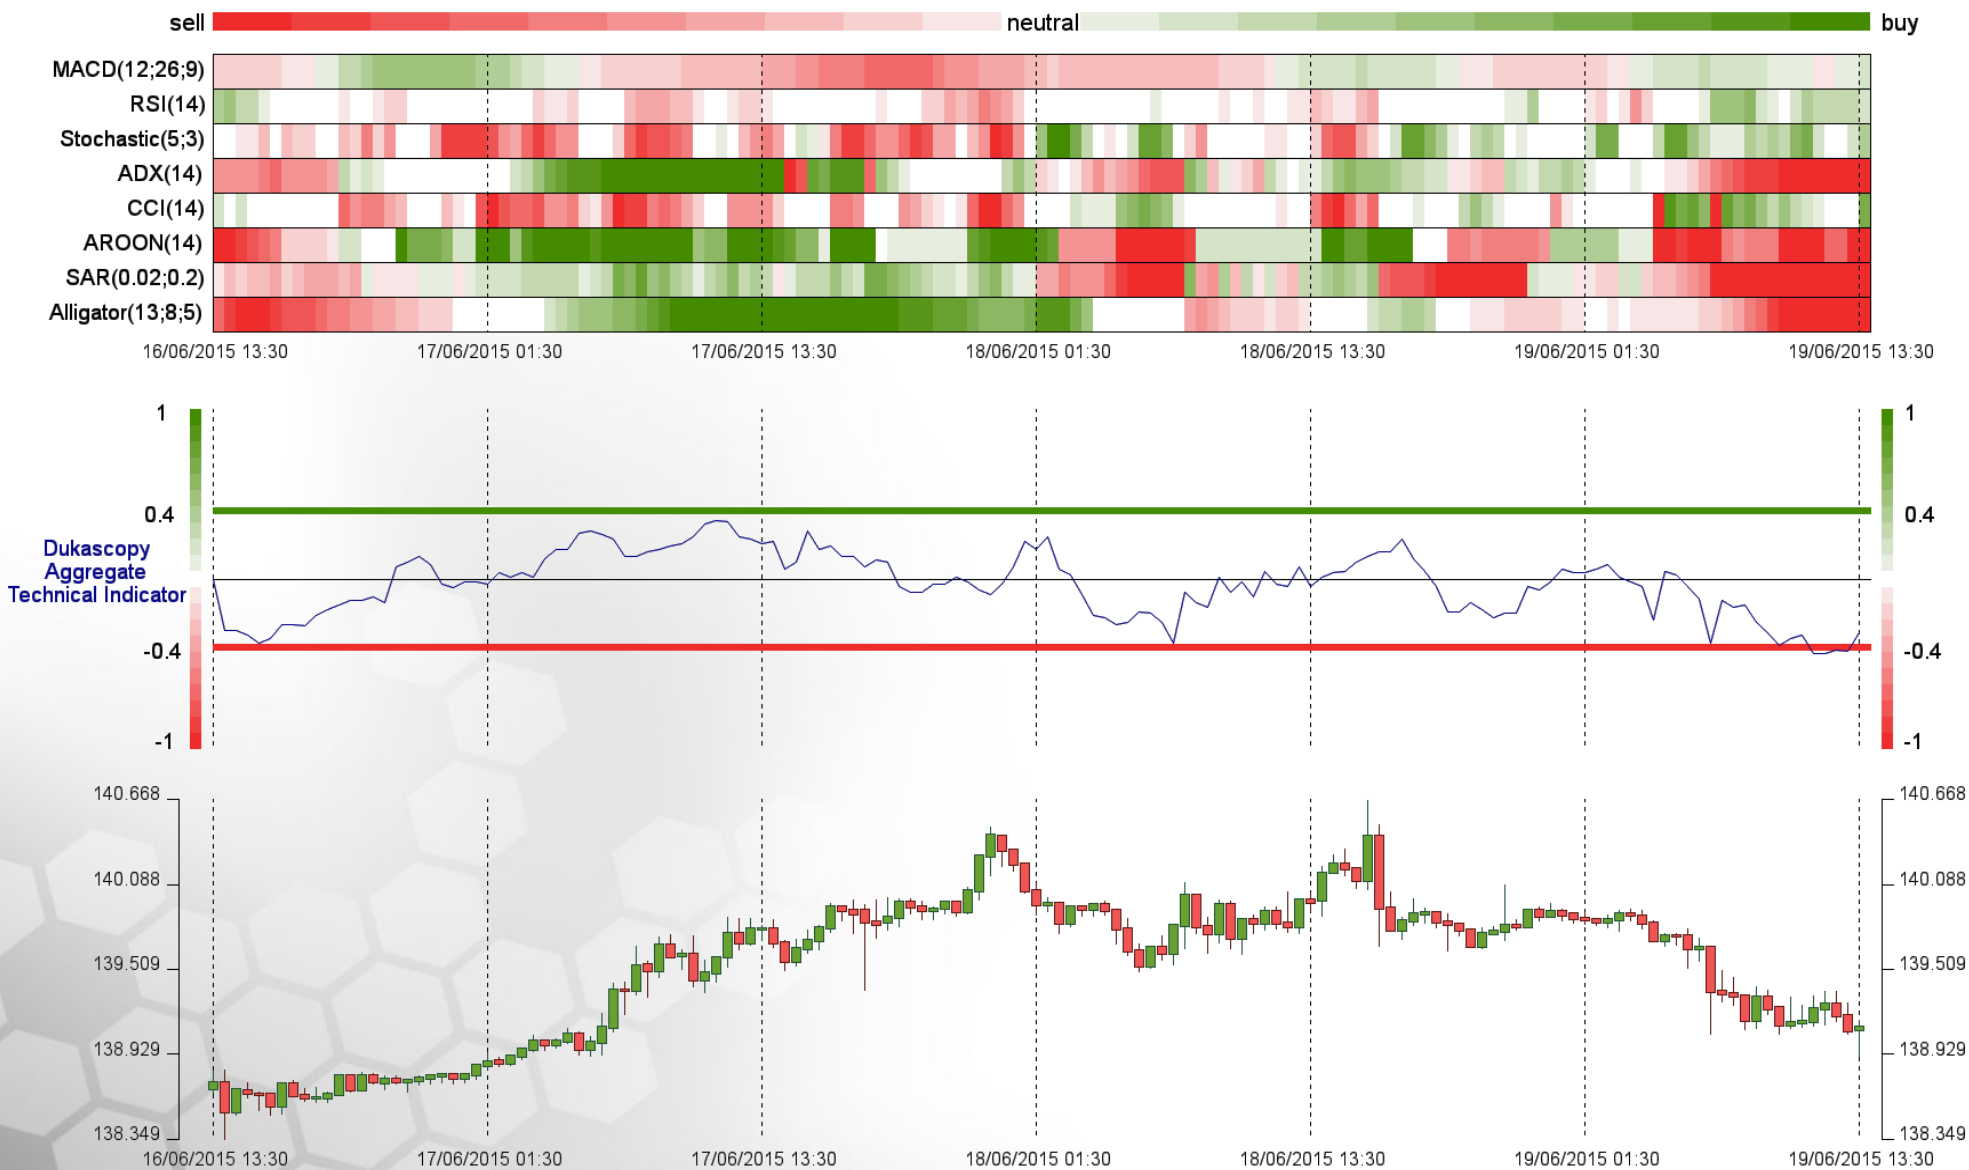 sell neutral buy
MACD(12;26;9)
RSI(14)
Stochastic(5;3)
ADX(14)
CCI(14)
AROON(14)
SAR(0.02;0.2)
Alligator(13;8;5)
16/06/2015 13:30 17/06/2015 01:30 17/06/2015 13:30 18/06/2015 01:30 18/06/2015 13:30 19/06/2015 01:30 19/06/2015 13:30
1 1
0.4 0.4
Dukascopy
Aggregate
Technical Indicator
-0.4 -0.4
-1 -1
140.668 140.668
140.088 140.088
139.509 139.509
138.929 138.929
138.349 138.349
16/06/2015 13:30 17/06/2015 01:30 17/06/2015 13:30 18/06/2015 01:30 18/06/2015 13:30 19/06/2015 01:30 19/06/2015 13:30